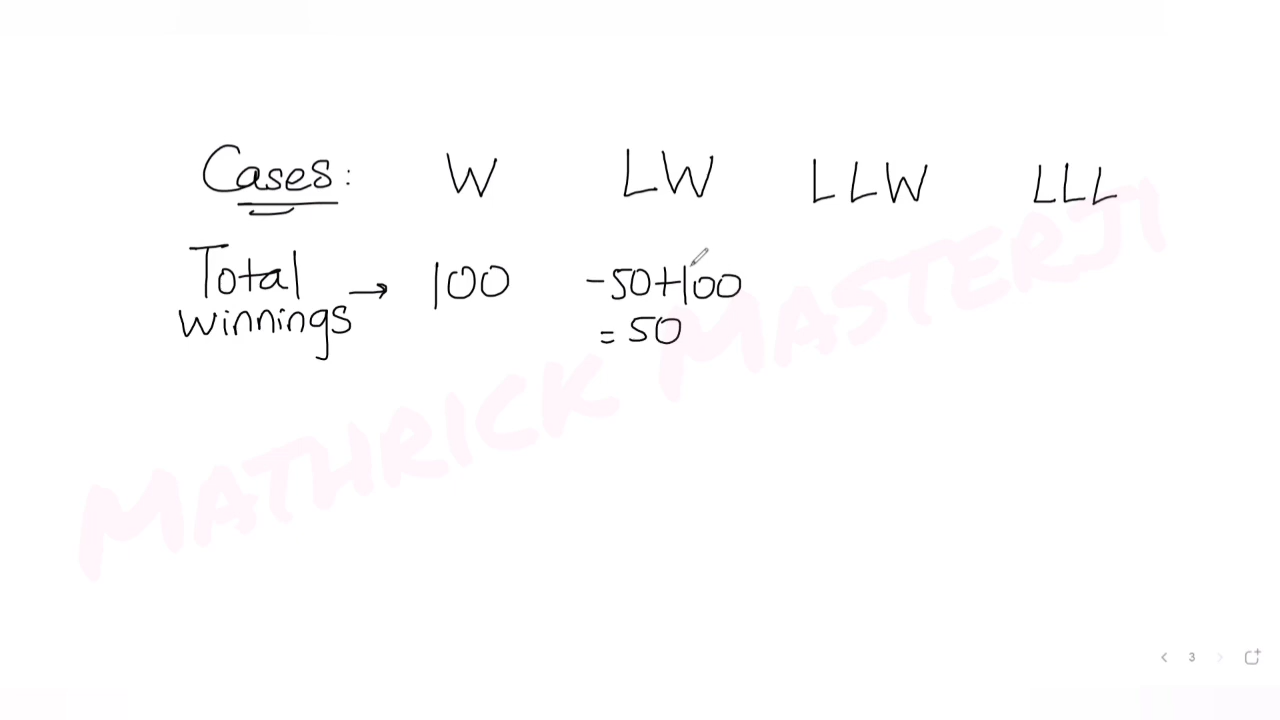 Cases: W LW LLW LLL
Total winnings → 100 -50+100
= 50
MATHRICK MASTERJI
3